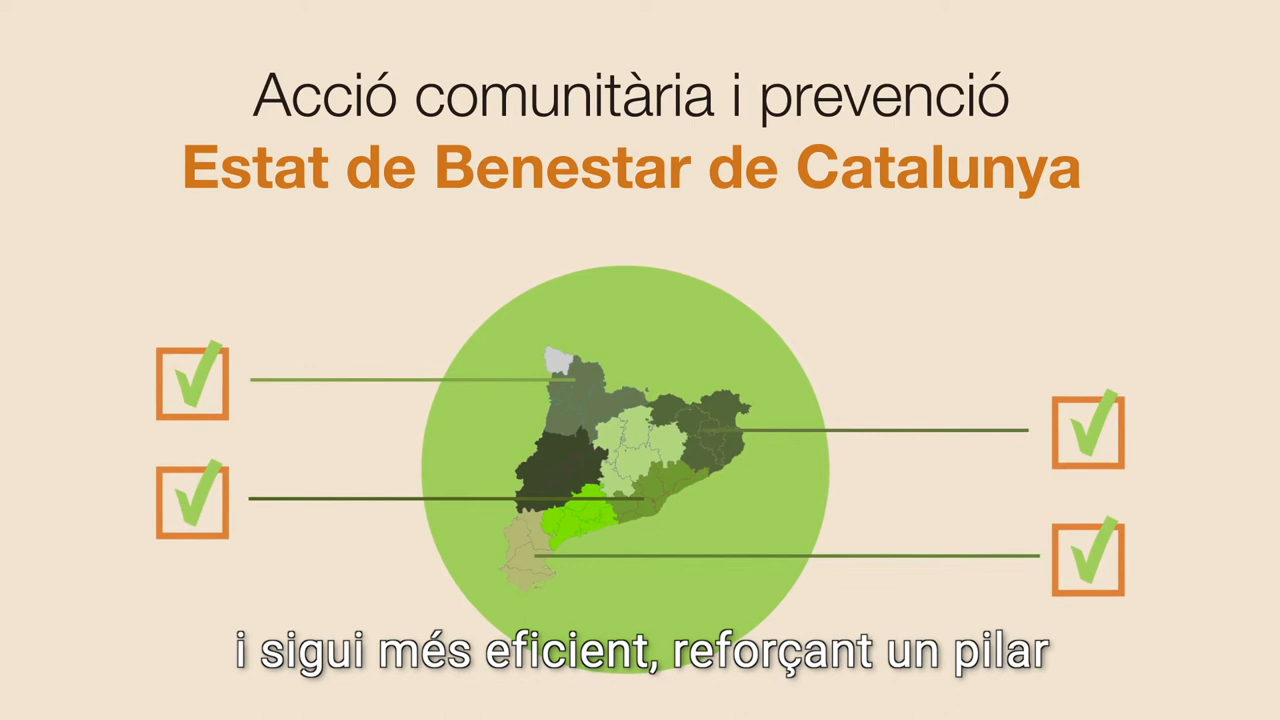 Acció comunitària i prevenció
Estat de Benestar de Catalunya
i sigui més eficient, reforçant un pilar